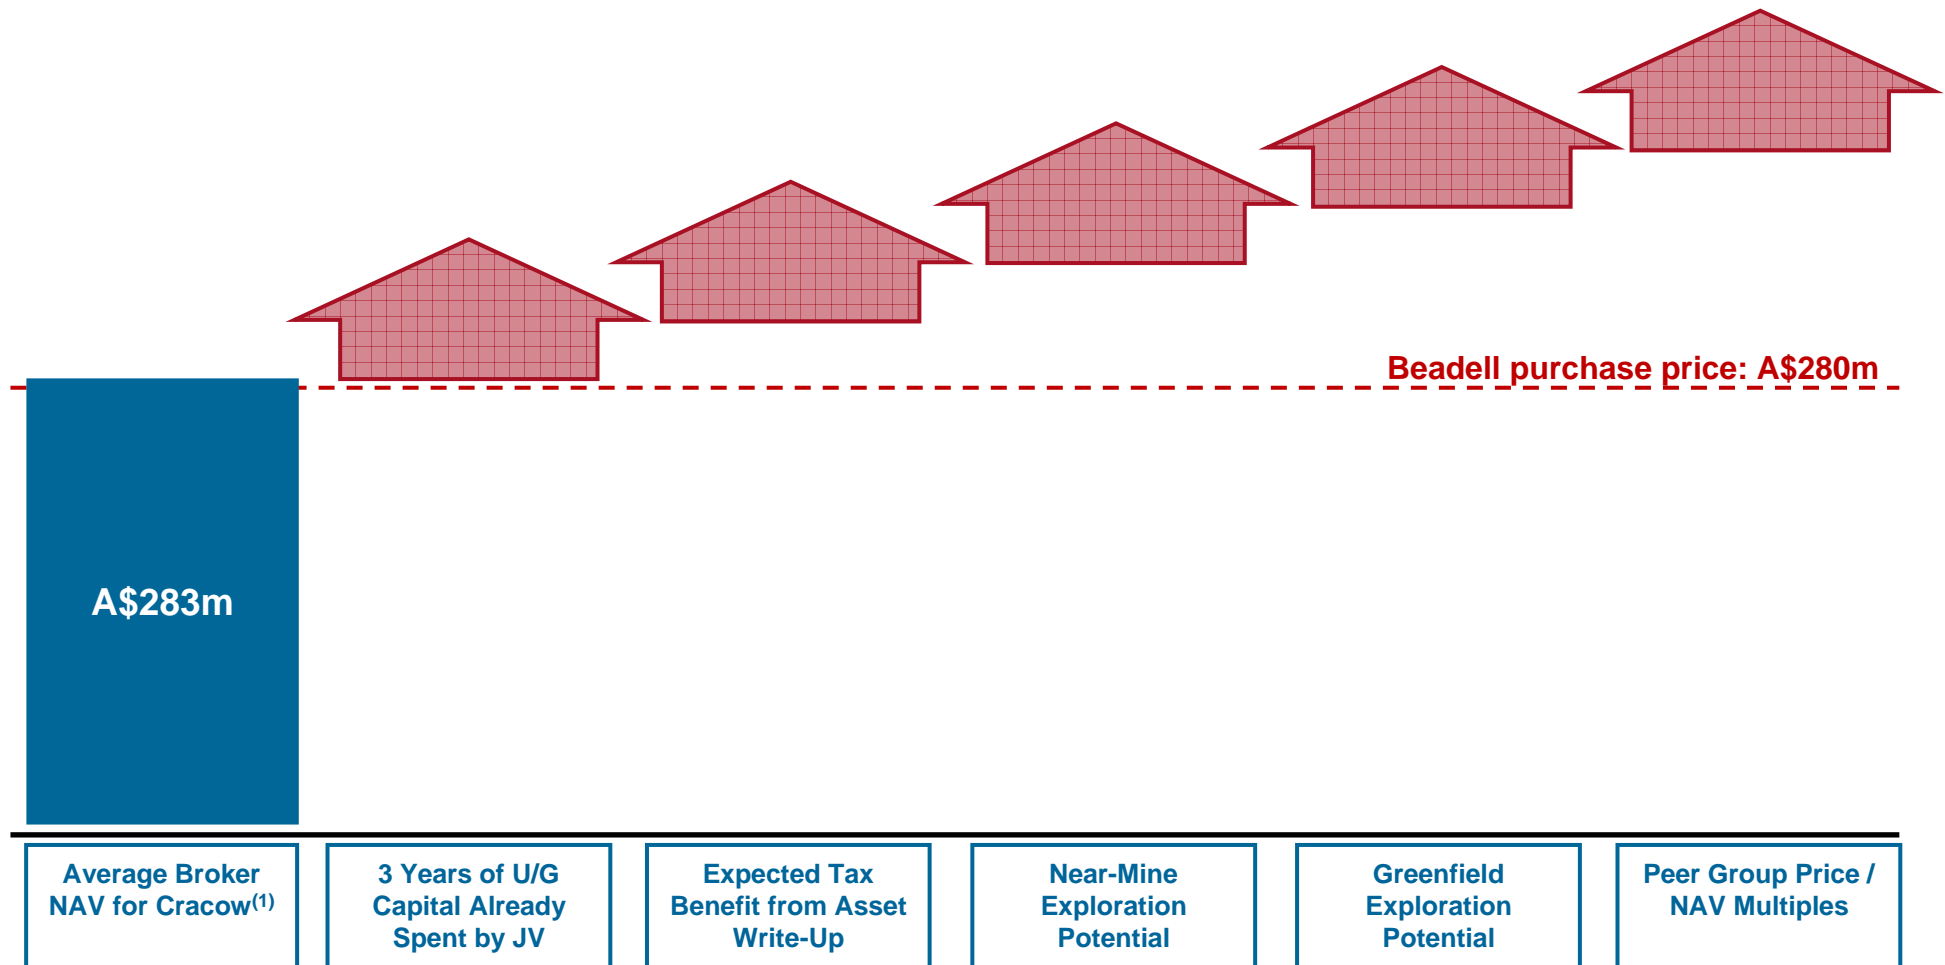 Beadell purchase price: A$280m
A$283m
Average Broker
NAV for Cracow(1)
3 Years of U/G
Capital Already
Spent by JV
Expected Tax
Benefit from Asset
Write-Up
Near-Mine
Exploration
Potential
Greenfield
Exploration
Potential
Peer Group Price /
NAV Multiples